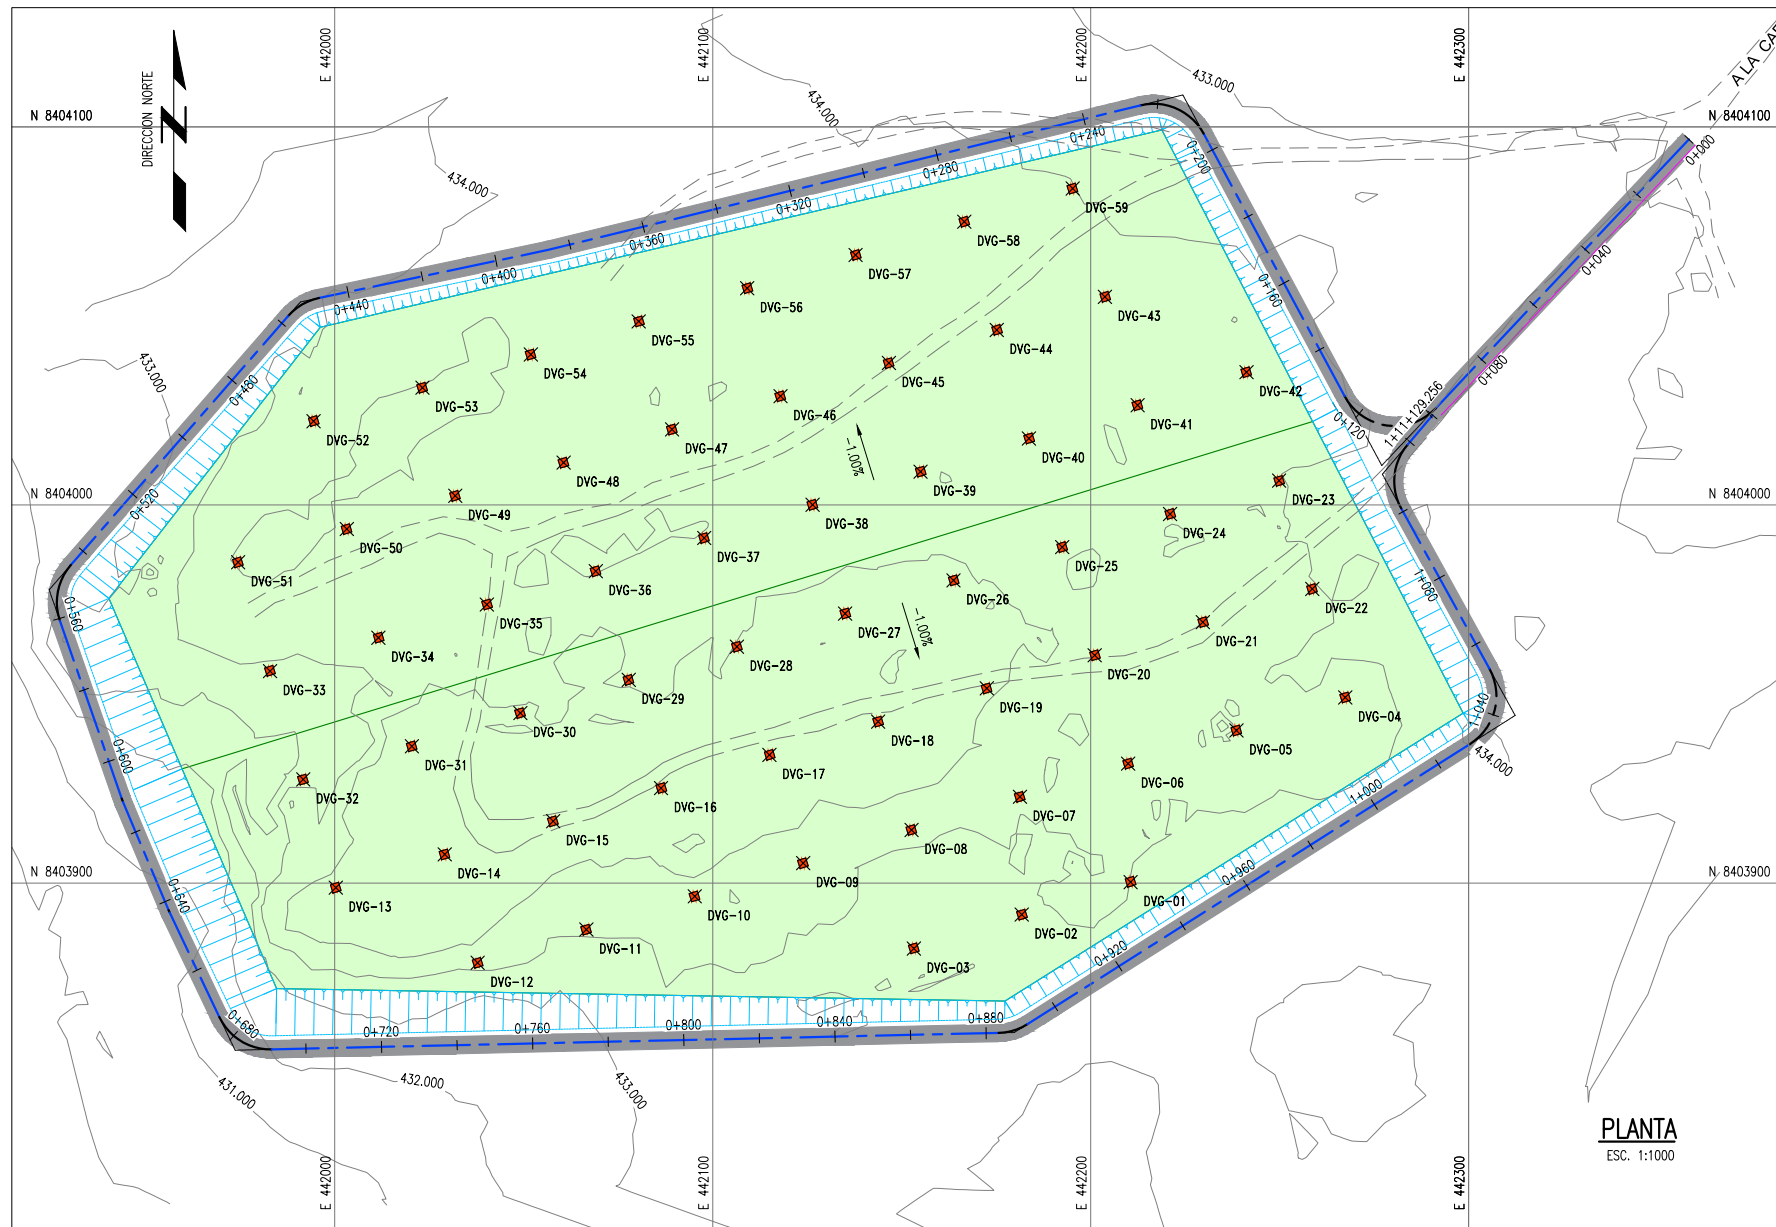 E 442000
E 442100
E 442200
E 442300
DIRECCION NORTE
N
N 8404100
N 8404100
N 8404000
N 8404000
N 8403900
N 8403900
434.000
433.000
434.000
433.000
434.000
431.000
432.000
433.000
A LA
0+000
0+040
0+080
1+11+129.256
0+120
0+160
0+200
0+240
0+280
0+320
0+360
0+400
0+440
0+480
0+520
0+560
0+600
0+640
0+680
0+720
0+760
0+800
0+840
0+880
0+920
0+960
1+000
1+040
1+080
DVG-59
DVG-58
DVG-57
DVG-56
DVG-55
DVG-54
DVG-53
DVG-52
DVG-43
DVG-44
DVG-45
DVG-46
DVG-47
DVG-48
DVG-49
DVG-50
DVG-51
DVG-42
DVG-41
DVG-40
DVG-39
DVG-38
DVG-37
DVG-36
DVG-35
DVG-34
DVG-33
-1.00%
-1.00%
DVG-23
DVG-24
DVG-25
DVG-26
DVG-27
DVG-28
DVG-29
DVG-30
DVG-31
DVG-32
DVG-22
DVG-21
DVG-20
DVG-19
DVG-18
DVG-17
DVG-16
DVG-15
DVG-14
DVG-13
DVG-04
DVG-05
DVG-06
DVG-07
DVG-08
DVG-09
DVG-10
DVG-11
DVG-12
DVG-01
DVG-02
DVG-03
E 442000
E 442100
E 442200
E 442300
PLANTA
ESC. 1:1000